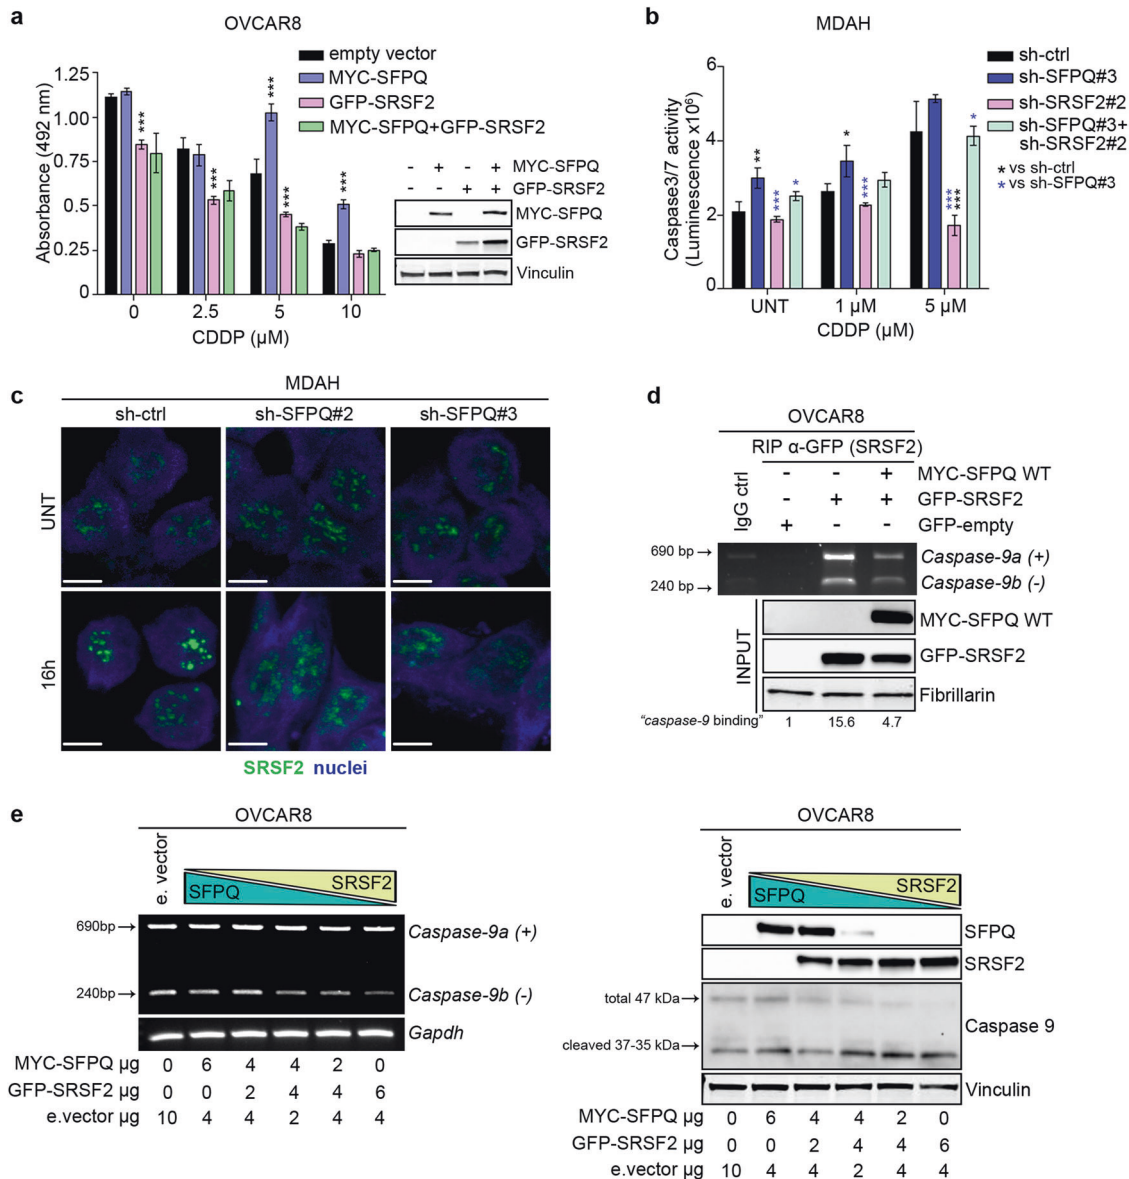 a
OVCAR8
empty vector
MYC-SFPQ
GFP-SRSF2
MYC-SFPQ+GFP-SRSF2
Absorbance (492 nm)
1.25
1.00
0.75
0.5
0.25
0
*** *** *** *** ***
0 2.5 5 10
CDDP (µM)
- + - + MYC-SFPQ
- - + + GFP-SRSF2
MYC-SFPQ
GFP-SRSF2
Vinculin
b
MDAH
sh-ctrl
sh-SFPQ#3
sh-SRSF2#2
sh-SFPQ#3+
sh-SRSF2#2
* vs sh-ctrl
* vs sh-SFPQ#3
Caspase3/7 activity
(Luminescence x10⁶)
6
4
2
0
** *** * * *** *** *** *
UNT 1 µM 5 µM
CDDP (µM)
c
MDAH
sh-ctrl sh-SFPQ#2 sh-SFPQ#3
UNT
16h
SRSF2 nuclei
d
OVCAR8
RIP α-GFP (SRSF2)
IgG ctrl
- - + MYC-SFPQ WT
- + + GFP-SRSF2
+ - - GFP-empty
690 bp → Caspase-9a (+)
240 bp → Caspase-9b (-)
INPUT
MYC-SFPQ WT
GFP-SRSF2
Fibrillarin
“caspase-9 binding” 1 15.6 4.7
e
OVCAR8
e. vector
SFPQ SRSF2
690bp→ Caspase-9a (+)
240bp→ Caspase-9b (-)
Gapdh
MYC-SFPQ µg 0 6 4 4 2 0
GFP-SRSF2 µg 0 0 2 4 4 6
e.vector µg 10 4 4 2 4 4
OVCAR8
e. vector
SFPQ SRSF2
SFPQ
SRSF2
total 47 kDa→
Caspase 9
cleaved 37-35 kDa→
Vinculin
MYC-SFPQ µg 0 6 4 4 2 0
GFP-SRSF2 µg 0 0 2 4 4 6
e.vector µg 10 4 4 2 4 4